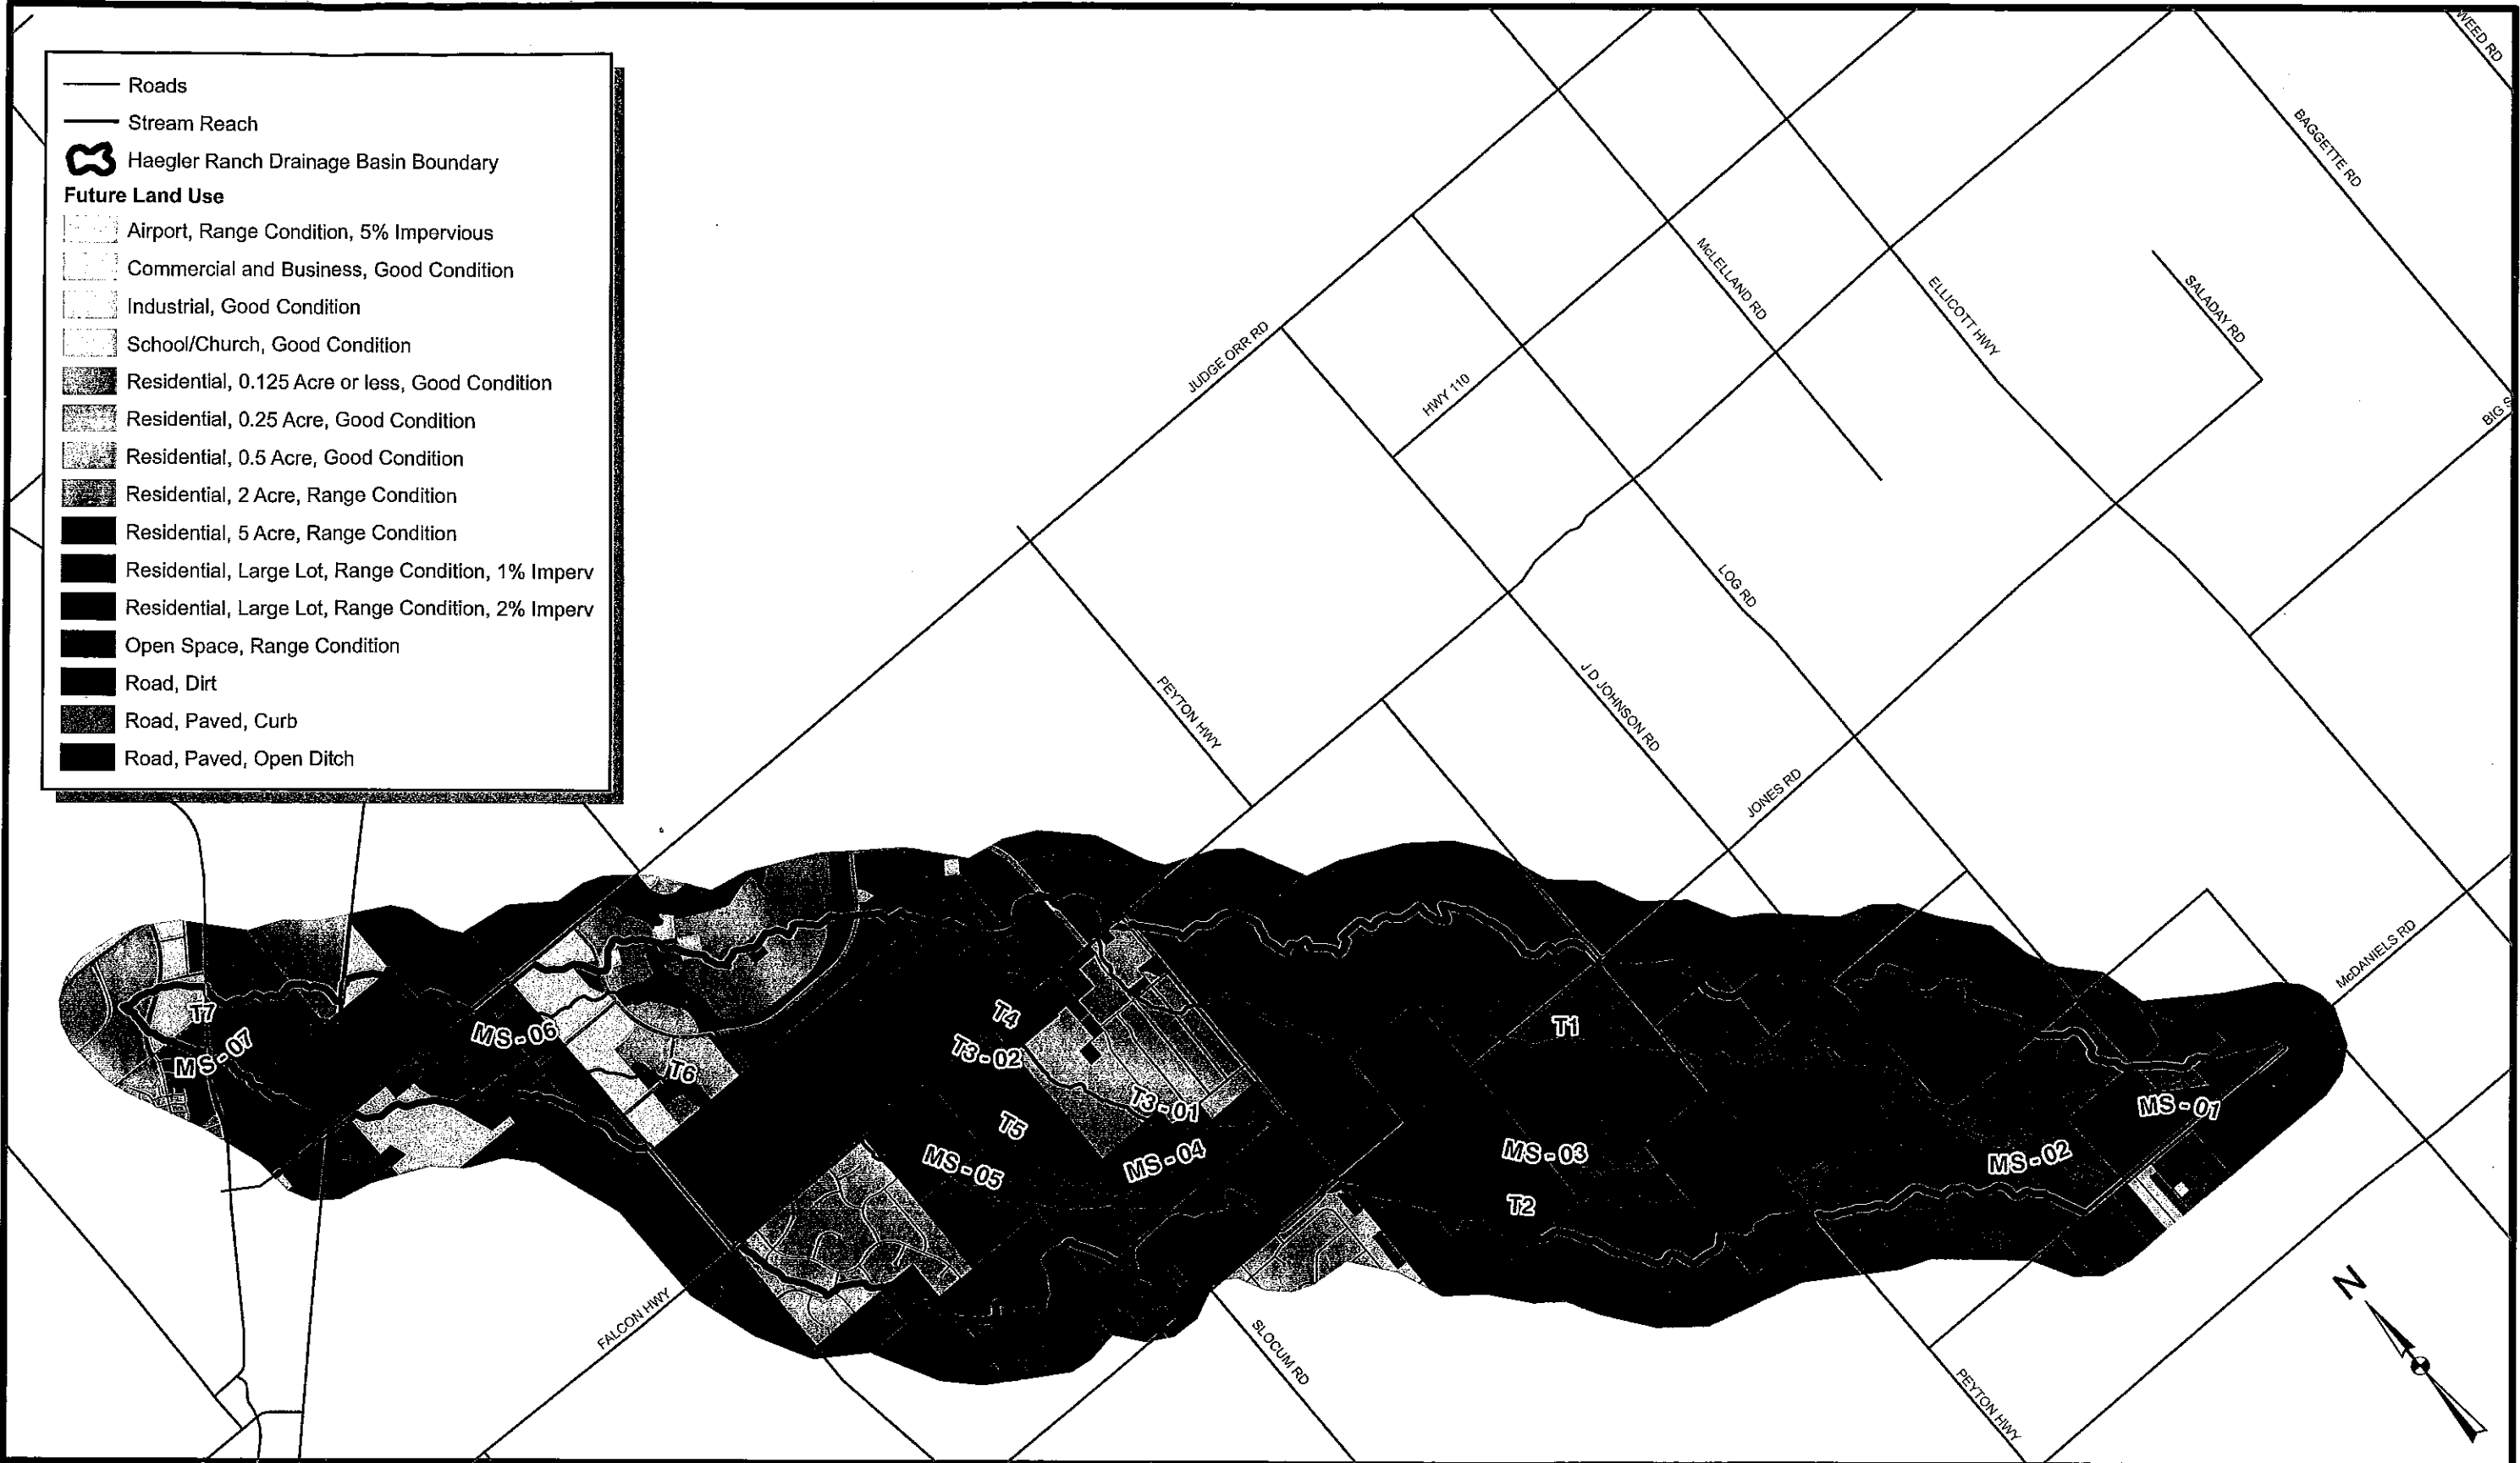 Roads
Stream Reach
Haegler Ranch Drainage Basin Boundary
Future Land Use
Airport, Range Condition, 5% Impervious
Commercial and Business, Good Condition
Industrial, Good Condition
School/Church, Good Condition
Residential, 0.125 Acre or less, Good Condition
Residential, 0.25 Acre, Good Condition
Residential, 0.5 Acre, Good Condition
Residential, 2 Acre, Range Condition
Residential, 5 Acre, Range Condition
Residential, Large Lot, Range Condition, 1% Imperv
Residential, Large Lot, Range Condition, 2% Imperv
Open Space, Range Condition
Road, Dirt
Road, Paved, Curb
Road, Paved, Open Ditch
WEED RD
BAGGETTE RD
SALADAY RD
BIG
McLELLAND RD
ELLICOTT HWY
JUDGE ORR RD
HWY 110
LOG RD
PEYTON HWY
J D JOHNSON RD
JONES RD
McDANIELS RD
T7
MS - 07
MS - 06
T6
T4
T3 - 02
T3 - 01
T5
MS - 05
MS - 04
T1
MS - 03
T2
MS - 02
MS - 01
FALCON HWY
SLOCUM RD
PEYTON HWY
N